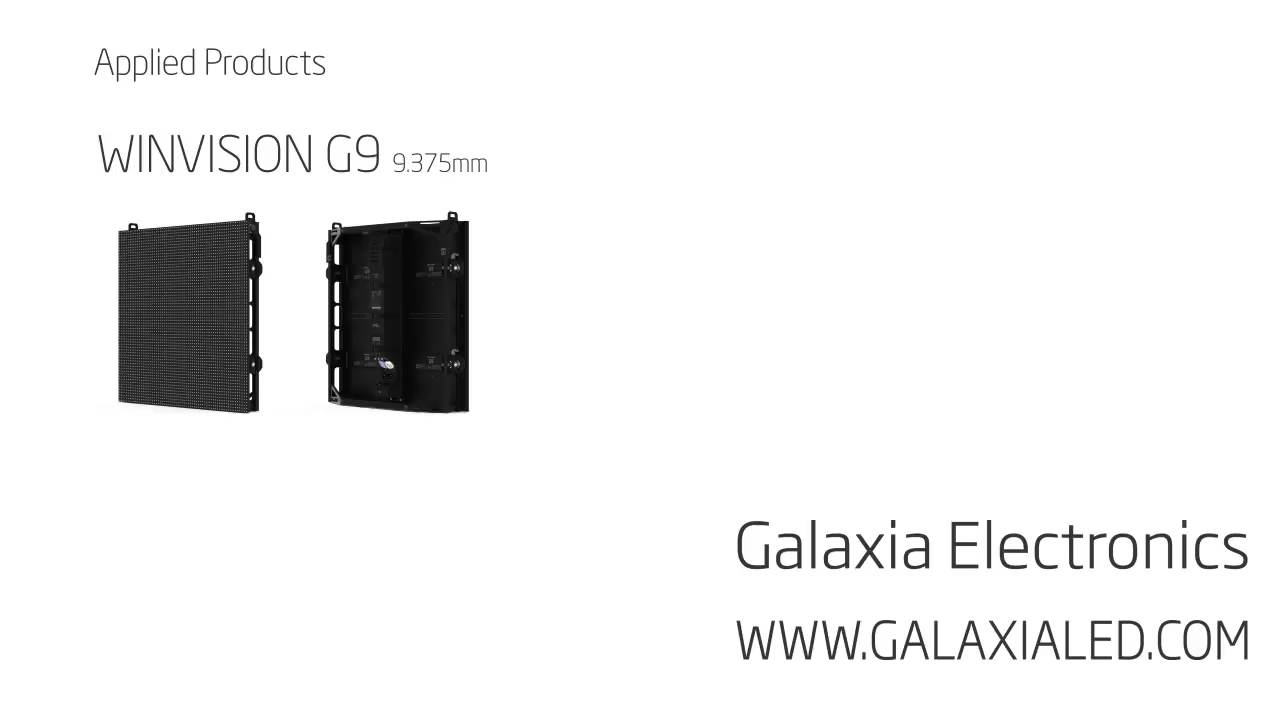 Applied Products
WINVISION G9 9.375mm
Galaxia Electronics
WWW.GALAXIALED.COM